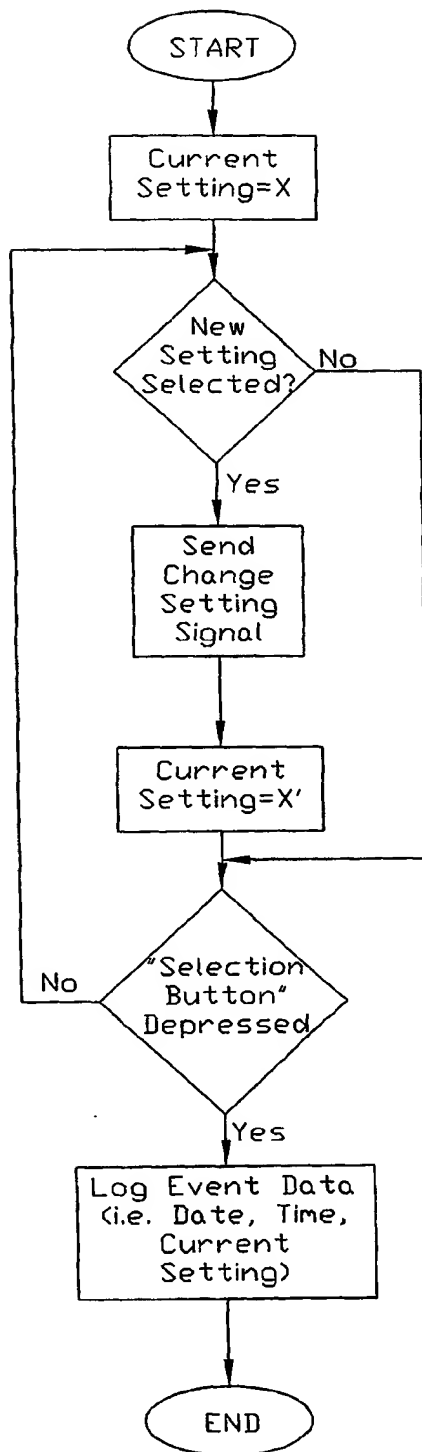 START
Current
Setting=X
New
Setting
Selected?
No
Yes
Send
Change
Setting
Signal
Current
Setting=X'
"Selection
Button"
Depressed
No
Yes
Log Event Data
(i.e. Date, Time,
Current
Setting)
END